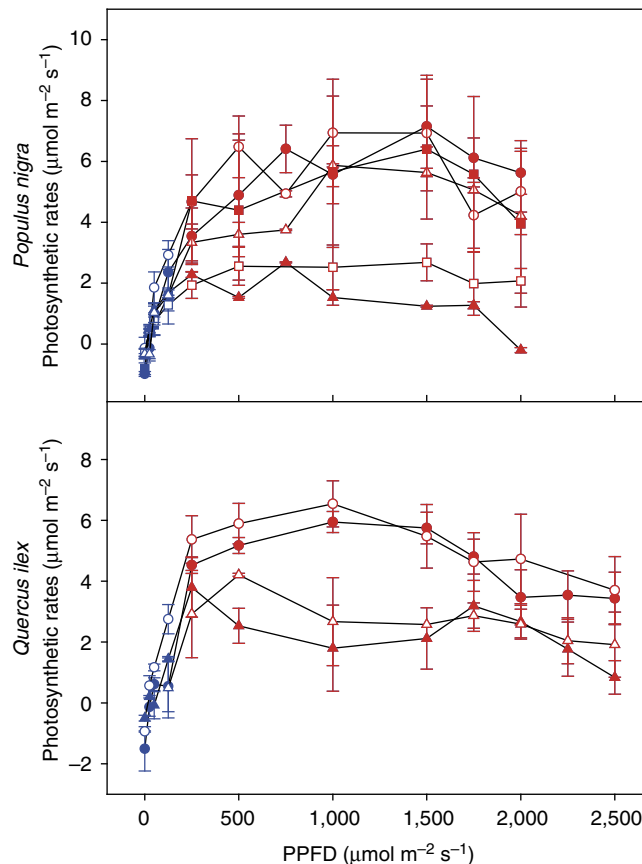 10
8
6
4
2
0
Populus nigra
Photosynthetic rates (μmol m⁻² s⁻¹)
8
6
4
2
0
−2
Quercus ilex
Photosynthetic rates (μmol m⁻² s⁻¹)
0 500 1,000 1,500 2,000 2,500
PPFD (μmol m⁻² s⁻¹)